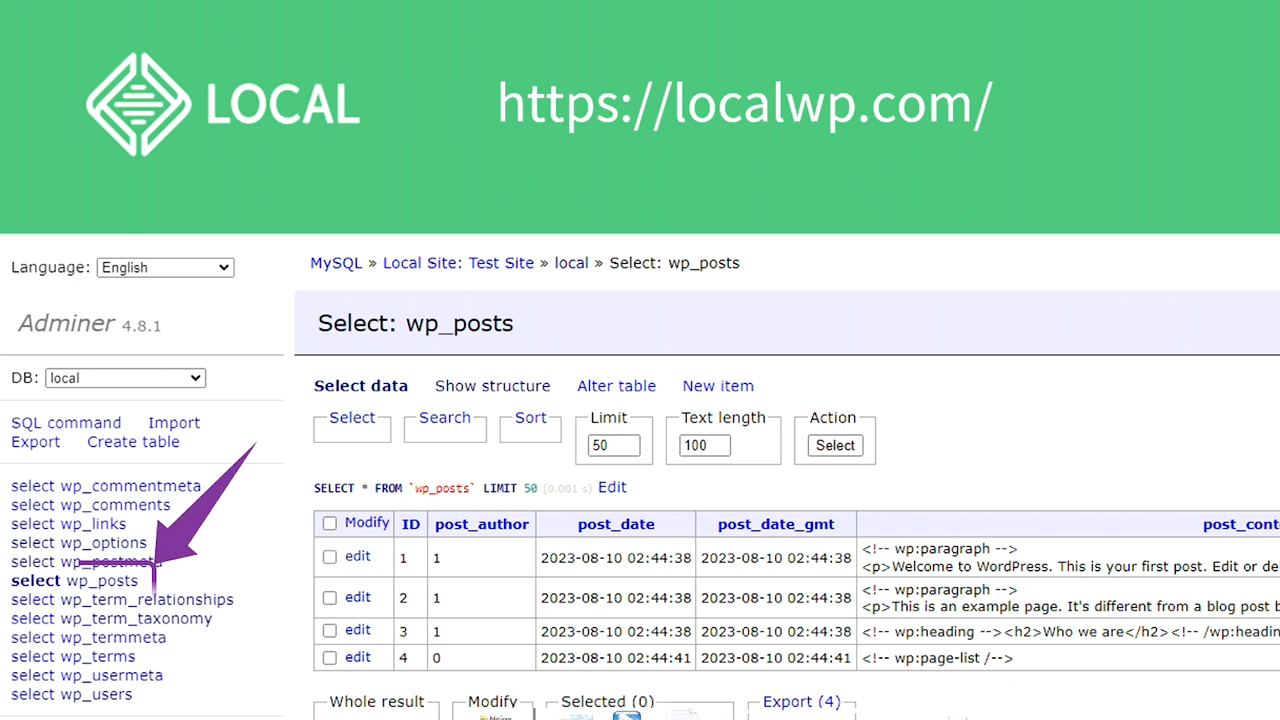 LOCAL
https://localwp.com/
Language: English
MySQL » Local Site: Test Site » local » Select: wp_posts
Adminer 4.8.1
Select: wp_posts
DB: local
Select data Show structure Alter table New item
SQL command Import
Export Create table
Select Search Sort Limit Text length Action
50 100 Select
SELECT * FROM `wp_posts` LIMIT 50 (0.001 s) Edit
select wp_commentmeta
select wp_comments
select wp_links
select wp_options
select wp_postmeta
select wp_posts
select wp_term_relationships
select wp_term_taxonomy
select wp_termmeta
select wp_terms
select wp_usermeta
select wp_users
Modify ID post_author post_date post_date_gmt post_cont
edit 1 1 2023-08-10 02:44:38 2023-08-10 02:44:38 <!-- wp:paragraph -->
<p>Welcome to WordPress. This is your first post. Edit or de
edit 2 1 2023-08-10 02:44:38 2023-08-10 02:44:38 <!-- wp:paragraph -->
<p>This is an example page. It's different from a blog post b
edit 3 1 2023-08-10 02:44:38 2023-08-10 02:44:38 <!-- wp:heading --><h2>Who we are</h2><!-- /wp:headin
edit 4 0 2023-08-10 02:44:41 2023-08-10 02:44:41 <!-- wp:page-list /-->
Whole result Modify Selected (0) Export (4)